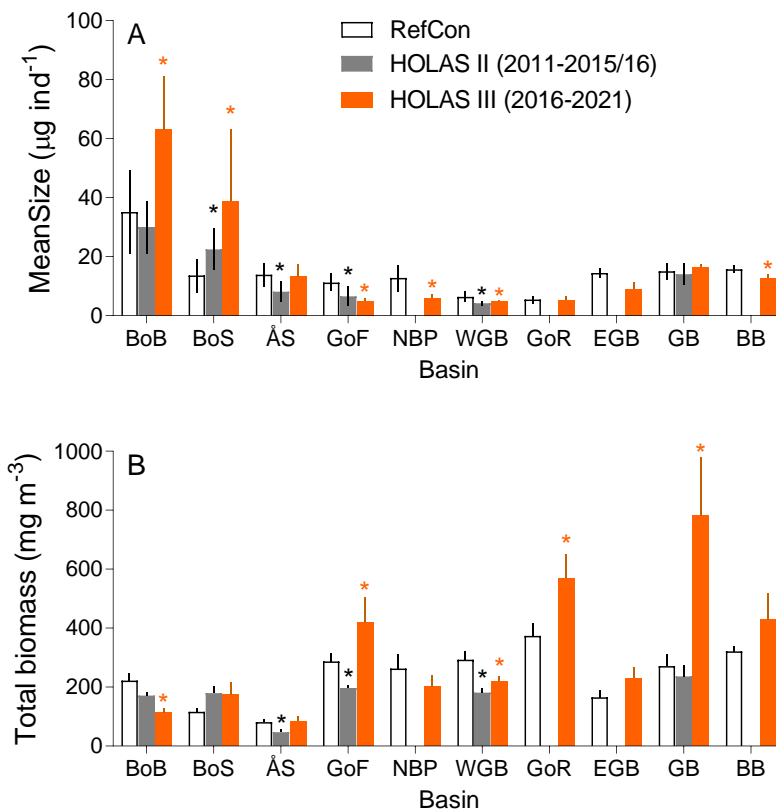 A
RefCon
HOLAS II (2011-2015/16)
HOLAS III (2016-2021)
MeanSize (µg ind⁻¹)
100
80
60
40
20
0
* * * * * * * * * *
BoB BoS ÅS GoF NBP WGB GoR EGB GB BB
Basin
B
Total biomass (mg m⁻³)
1000
800
600
400
200
0
* * * * * * * *
BoB BoS ÅS GoF NBP WGB GoR EGB GB BB
Basin